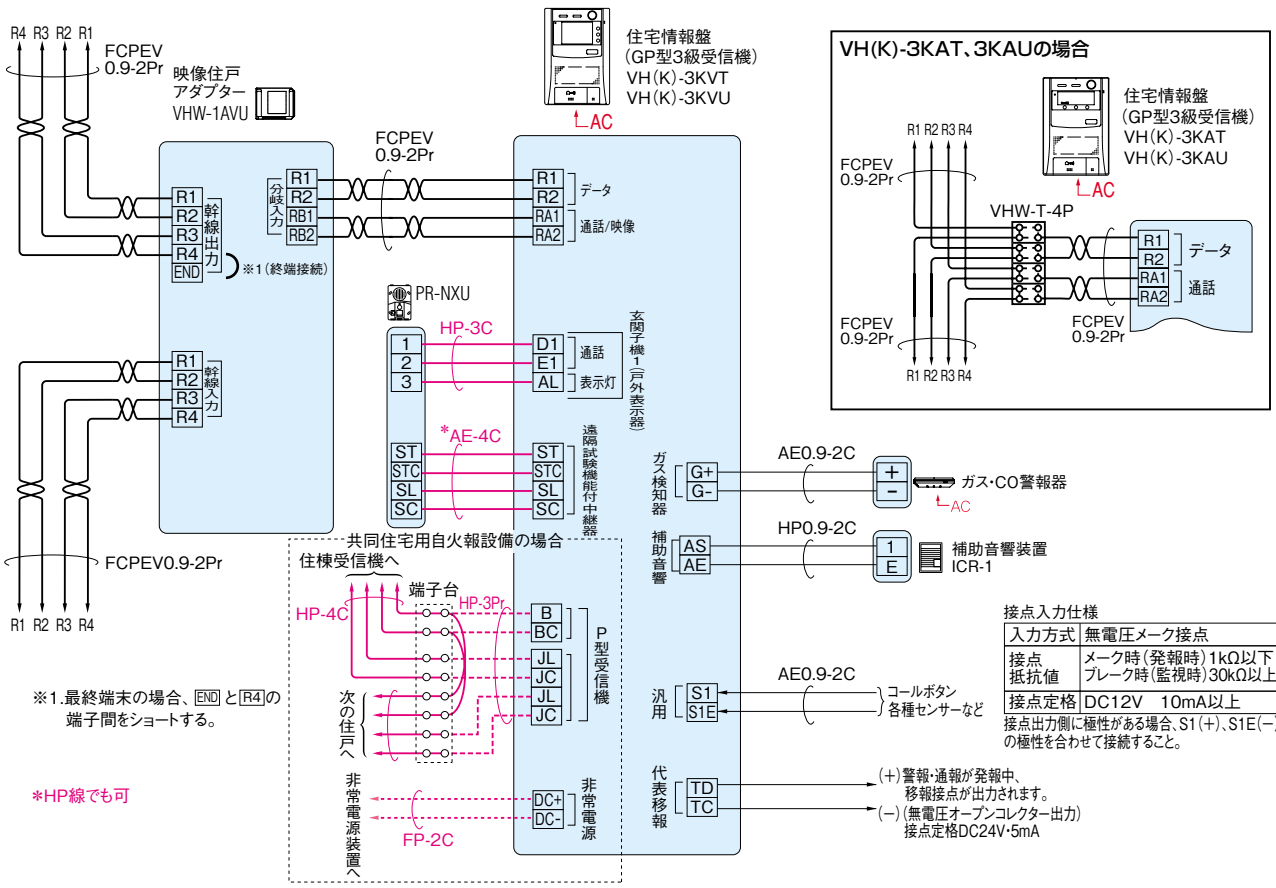 R4 R3 R2 R1
FCPEV
0.9-2Pr
映像住戸
アダプター
VHW-1AVU
R1
R2
R3
R4
END
幹線出力
※1(終端接続)
分岐入力
R1
R2
RB1
RB2
FCPEV
0.9-2Pr
R1
R2
幹線入力
R3
R4
FCPEV0.9-2Pr
R1 R2 R3 R4
※1.最終端末の場合、ENDとR4の
端子間をショートする。
*HP線でも可
住宅情報盤
(GP型3級受信機)
VH(K)-3KVT
VH(K)-3KVU
AC
R1
R2
データ
RA1
RA2
通話/映像
PR-NXU
HP-3C
1
2
3
D1
E1
AL
通話
表示灯
玄関子機1(戸外表示器)
*AE-4C
ST
STC
SL
SC
ST
STC
SL
SC
遠隔試験機能付中継器
共同住宅用自火報設備の場合
住棟受信機へ
端子台
HP-4C
HP-3Pr
B
BC
JL
JC
JL
JC
P型受信機
次の住戸へ
非常電源装置へ
FP-2C
DC+
DC-
非常電源
ガス検知器
G+
G-
AE0.9-2C
+
-
ガス・CO警報器
AC
補助音響
AS
AE
HP0.9-2C
1
E
補助音響装置
ICR-1
汎用
S1
S1E
AE0.9-2C
コールボタン
各種センサーなど
代表移報
TD
TC
(+)警報・通報が発報中、
移報接点が出力されます。
(−)(無電圧オープンコレクター出力)
接点定格DC24V・5mA
VH(K)-3KAT、3KAUの場合
住宅情報盤
(GP型3級受信機)
VH(K)-3KAT
VH(K)-3KAU
AC
R1 R2 R3 R4
FCPEV
0.9-2Pr
VHW-T-4P
R1
R2
データ
RA1
RA2
通話
FCPEV
0.9-2Pr
FCPEV
0.9-2Pr
R1 R2 R3 R4
接点入力仕様
入力方式 無電圧メーク接点
接点抵抗値 メーク時(発報時)1kΩ以下
ブレーク時(監視時)30kΩ以上
接点定格 DC12V 10mA以上
接点出力側に極性がある場合、S1(+)、S1E(−)
の極性を合わせて接続すること。